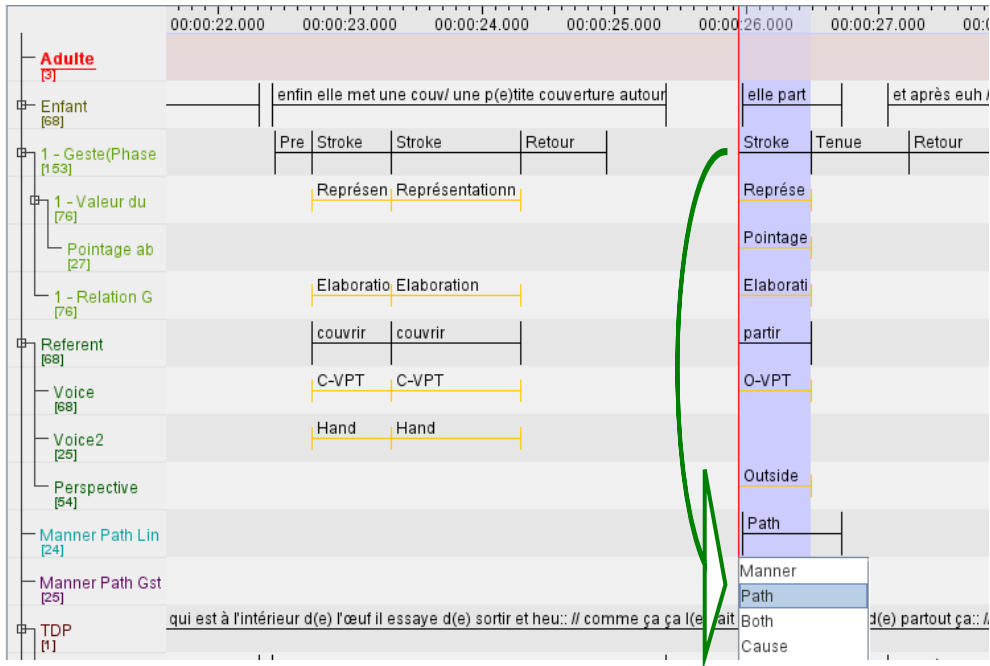 00:00:22.000 00:00:23.000 00:00:24.000 00:00:25.000 00:00:26.000 00:00:27.000 00:0
Adulte
[3]
Enfant
[68]
enfin elle met une couv/ une p(e)tite couverture autour
elle part
et après euh /
1 - Geste(Phase
[153]
Pre Stroke Stroke Retour Stroke Tenue Retour
1 - Valeur du
[76]
Représen Représentationn Représe
Pointage ab
[27]
Pointage
1 - Relation G
[76]
Elaboratio Elaboration Elaborati
Referent
[68]
couvrir couvrir partir
Voice
[68]
C-VPT C-VPT O-VPT
Voice2
[25]
Hand Hand
Perspective
[54]
Outside
Manner Path Lin
[24]
Path
Manner Path Gst
[25]
Manner
Path
Both
Cause
TDP
[1]
qui est à l'intérieur d(e) l'œuf il essaye d(e) sortir et heu:: // comme ça ça l(e) ait d(e) partout ça:: //